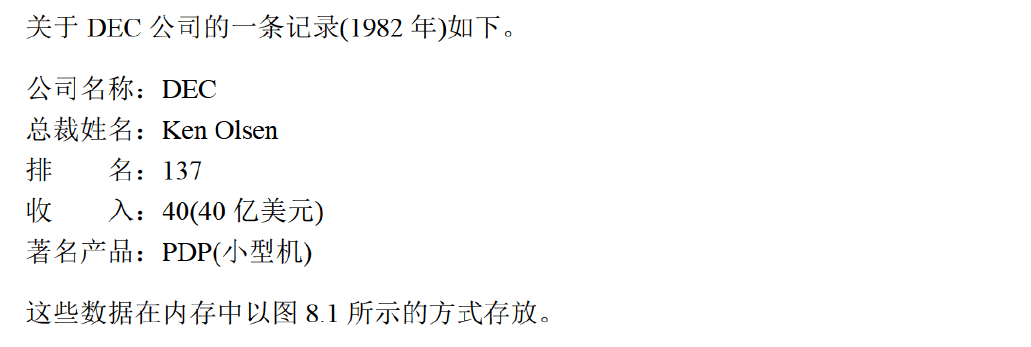 关于 DEC 公司的一条记录(1982 年)如下。
公司名称：DEC
总裁姓名：Ken Olsen
排　　名：137
收　　入：40(40 亿美元)
著名产品：PDP(小型机)
这些数据在内存中以图 8.1 所示的方式存放。